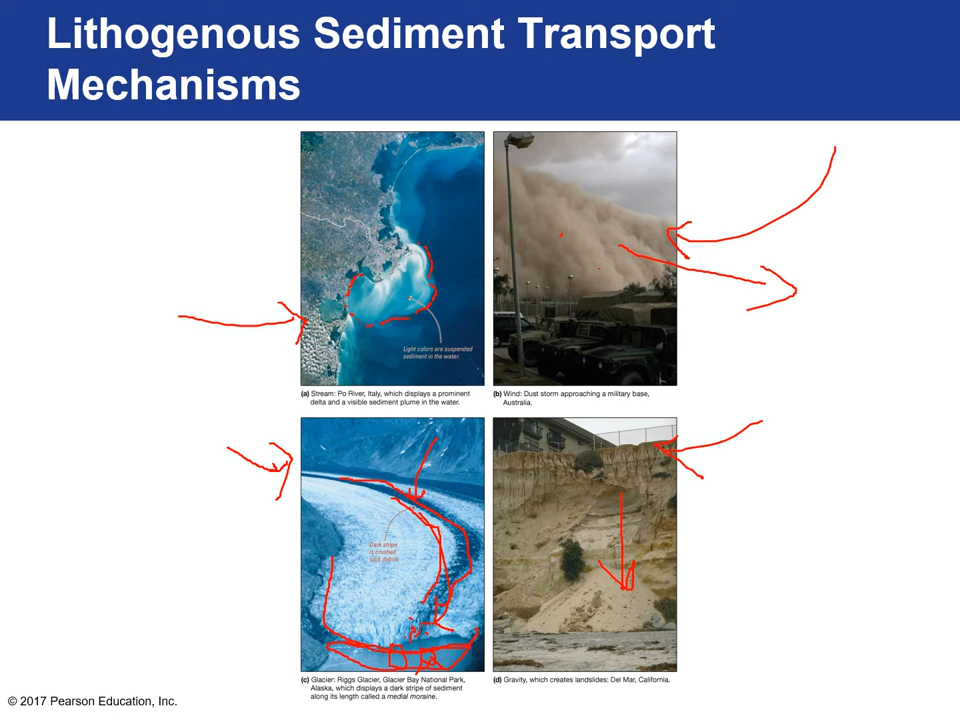 Lithogenous Sediment Transport
Mechanisms
Light colors are suspended
sediment in the water.
(a) Stream: Po River, Italy, which displays a prominent
delta and a visible sediment plume in the water.
(b) Wind: Dust storm approaching a military base,
Australia.
Dark stripe
is crushed
rock debris
(c) Glacier: Riggs Glacier, Glacier Bay National Park,
Alaska, which displays a dark stripe of sediment
along its length called a medial moraine.
(d) Gravity, which creates landslides: Del Mar, California.
© 2017 Pearson Education, Inc.